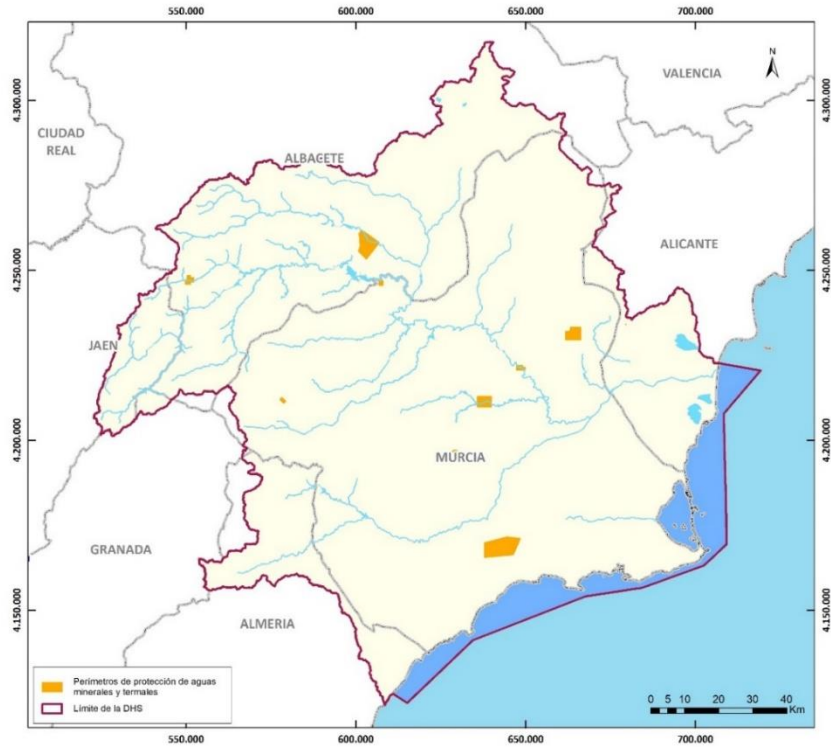 550.000
600.000
650.000
700.000
N
VALENCIA
4.300.000
4.300.000
CIUDAD
REAL
ALBACETE
ALICANTE
4.250.000
4.250.000
JAEN
4.200.000
4.200.000
MURCIA
GRANADA
4.150.000
4.150.000
ALMERIA
Perímetros de protección de aguas
minerales y termales
Límite de la DHS
0 5 10 20 30 40
Km
550.000
600.000
650.000
700.000